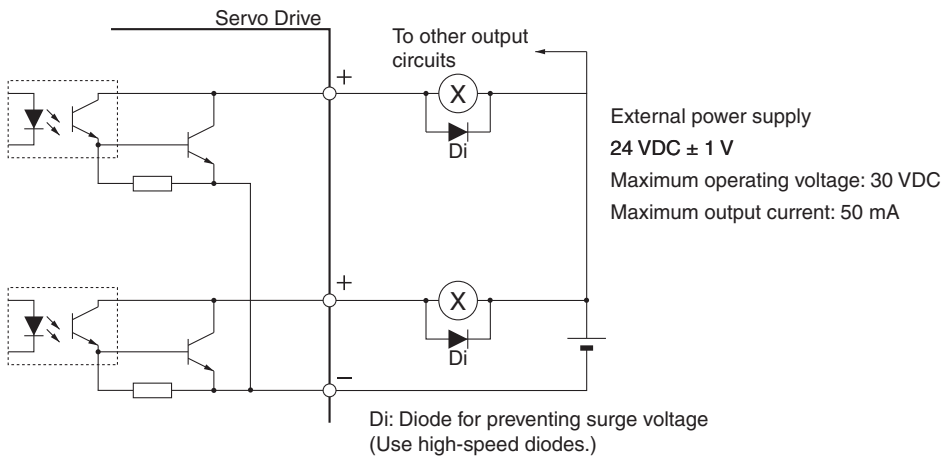 Servo Drive
To other output
circuits
+
X
Di
External power supply
24 VDC ± 1 V
Maximum operating voltage: 30 VDC
Maximum output current: 50 mA
+
X
Di
−
Di: Diode for preventing surge voltage
(Use high-speed diodes.)